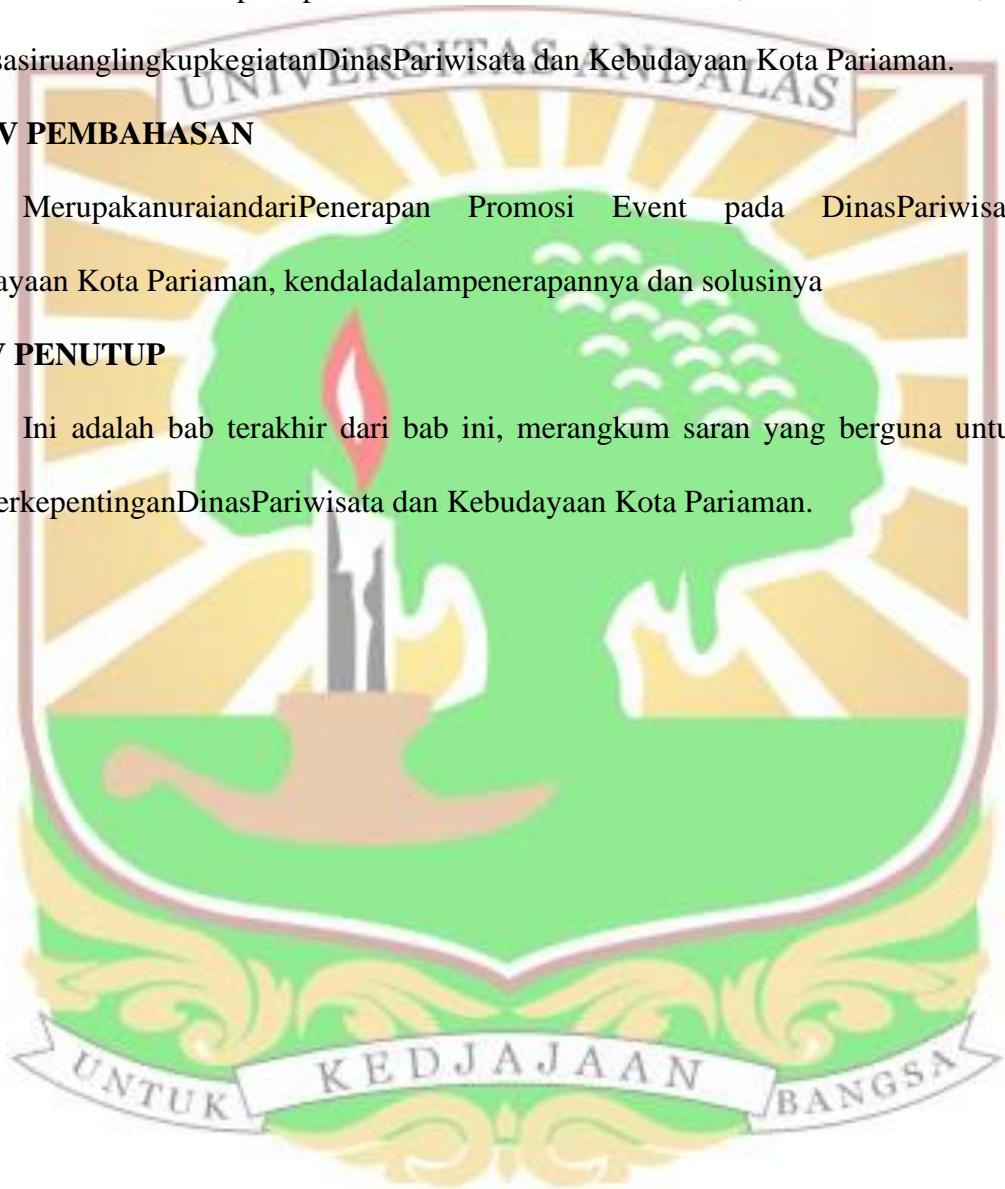 UNIVERSITAS ANDALAS
sasiruanglingkupkegiatanDinasPariwisata dan Kebudayaan Kota Pariaman.
V PEMBAHASAN
MerupakanuraiandariPenerapan Promosi Event pada DinasPariwisa
ayaan Kota Pariaman, kendaladalampenerapannya dan solusinya
V PENUTUP
Ini adalah bab terakhir dari bab ini, merangkum saran yang berguna untu
erkepentinganDinasPariwisata dan Kebudayaan Kota Pariaman.
UNTUK KEDJAJAAN BANGSA